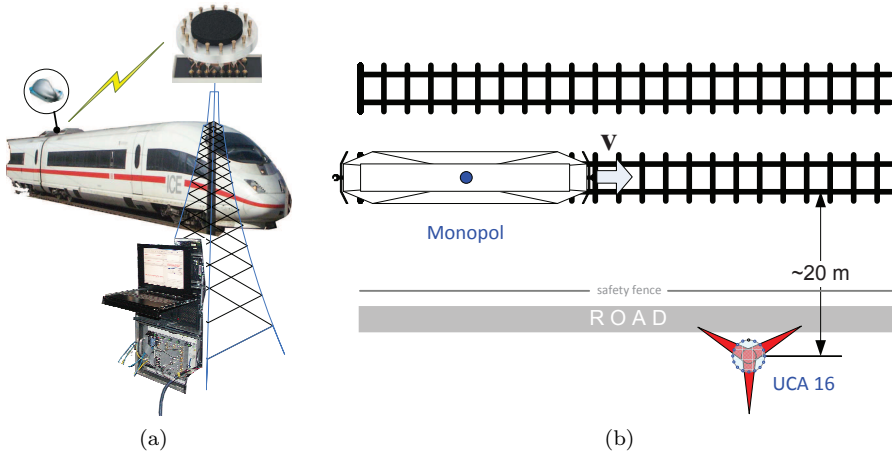 ICE
(a)
v
Monopol
~20 m
safety fence
ROAD
UCA 16
(b)